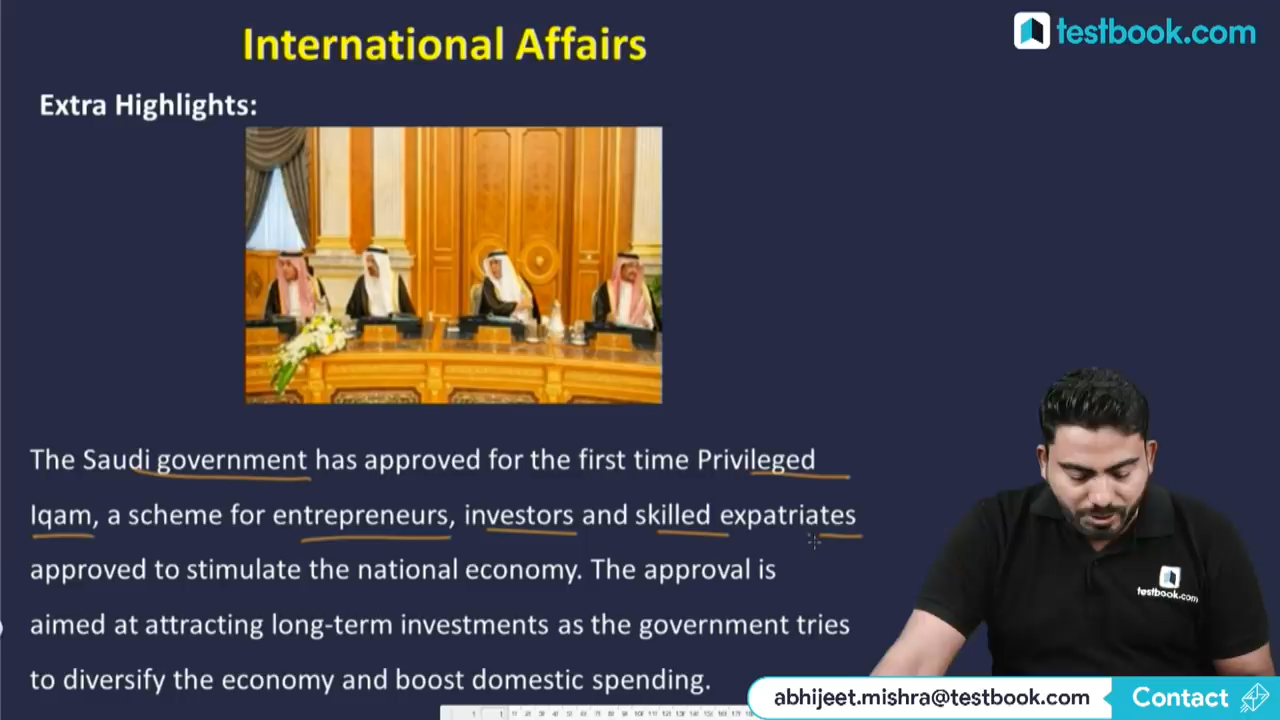 International Affairs
testbook.com
Extra Highlights:
The Saudi government has approved for the first time Privileged
Iqam, a scheme for entrepreneurs, investors and skilled expatriates
approved to stimulate the national economy. The approval is
aimed at attracting long-term investments as the government tries
to diversify the economy and boost domestic spending.
testbook.com
abhijeet.mishra@testbook.com
Contact